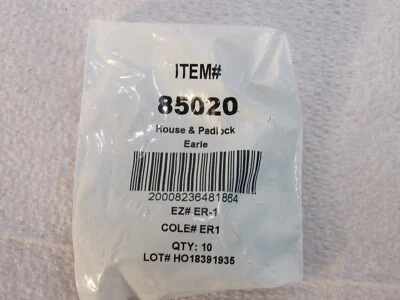 ITEM#
85020
House & Padlock
Earle
20008236481864
EZ# ER-1
COLE# ER1
QTY: 10
LOT# HO18391935